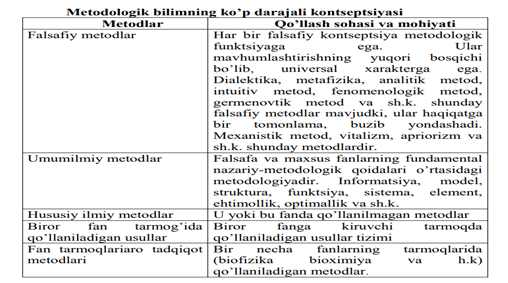 Metodologik bilimning ko’p darajali kontseptsiyasi
Metodlar
Qo’llash sohasi va mohiyati
Falsafiy metodlar
Har bir falsafiy kontseptsiya metodologik
funktsiyaga ega. Ular
mavhumlashtirishning yuqori bosqichi
bo’lib, universal xarakterga ega.
Dialektika, metafizika, analitik metod,
intuitiv metod, fenomenologik metod,
germenovtik metod va sh.k. shunday
falsafiy metodlar mavjudki, ular haqiqatga
bir tomonlama, buzib yondashadi.
Mexanistik metod, vitalizm, apriorizm va
sh.k. shunday metodlardir.
Umumilmiy metodlar
Falsafa va maxsus fanlarning fundamental
nazariy-metodologik qoidalari o’rtasidagi
metodologiyadir. Informatsiya, model,
struktura, funktsiya, sistema, element,
ehtimollik, optimallik va sh.k.
Hususiy ilmiy metodlar
U yoki bu fanda qo’llanilmagan metodlar
Biror fan tarmog’ida
qo’llaniladigan usullar
Biror fanga kiruvchi tarmoqda
qo’llaniladigan usullar tizimi
Fan tarmoqlariaro tadqiqot
metodlari
Bir necha fanlarning tarmoqlarida
(biofizika bioximiya va h.k)
qo’llaniladigan metodlar.